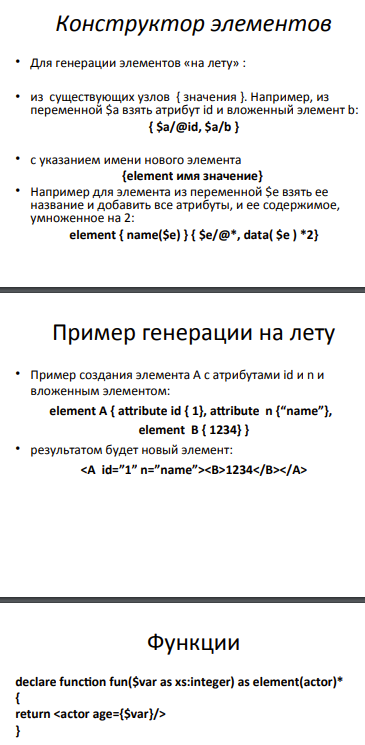 Конструктор элементов
• Для генерации элементов «на лету» :
• из существующих узлов { значения }. Например, из
переменной $a взять атрибут id и вложенный элемент b:
{ $a/@id, $a/b }
• с указанием имени нового элемента
{element имя значение}
• Например для элемента из переменной $e взять ее
название и добавить все атрибуты, и ее содержимое,
умноженное на 2:
element { name($e) } { $e/@*, data( $e ) *2}
Пример генерации на лету
• Пример создания элемента A с атрибутами id и n и
вложенным элементом:
element A { attribute id { 1}, attribute n {“name”},
element B { 1234} }
• результатом будет новый элемент:
<A id=”1” n=”name”><B>1234</B></A>
Функции
declare function fun($var as xs:integer) as element(actor)*
{
return <actor age={$var}/>
}